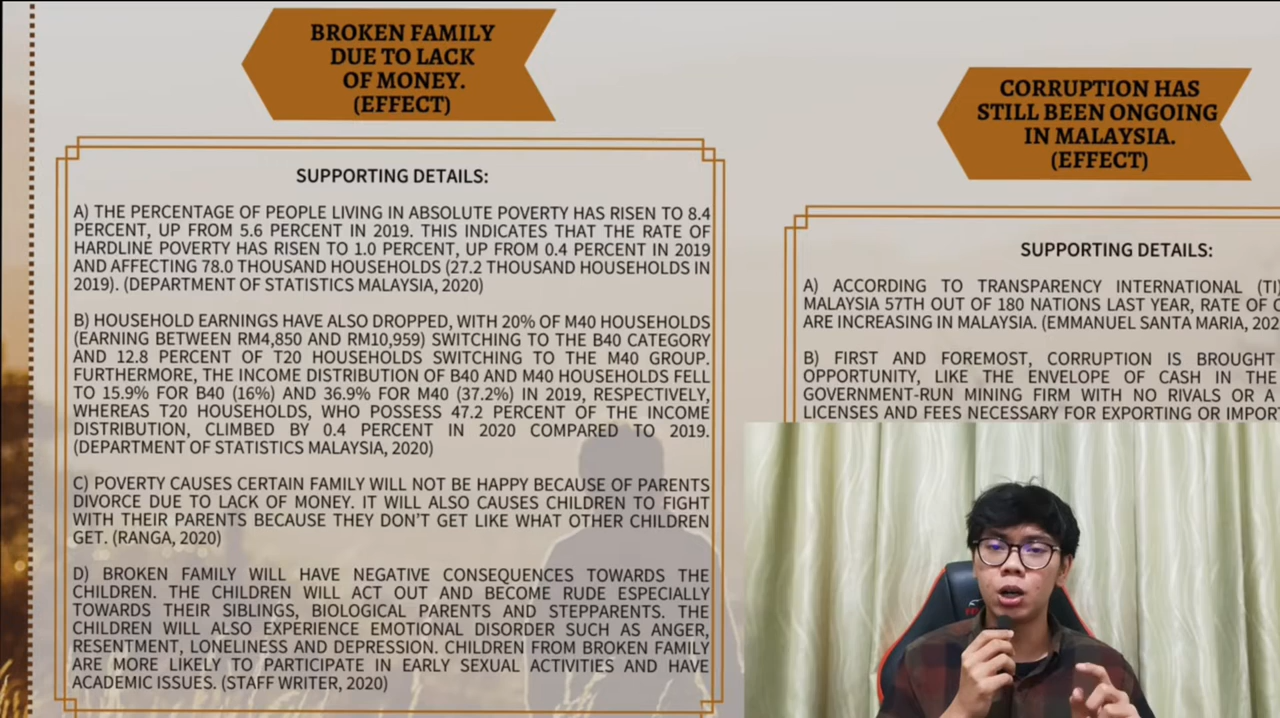 BROKEN FAMILY
DUE TO LACK
OF MONEY.
(EFFECT)
SUPPORTING DETAILS:
A) THE PERCENTAGE OF PEOPLE LIVING IN ABSOLUTE POVERTY HAS RISEN TO 8.4
PERCENT, UP FROM 5.6 PERCENT IN 2019. THIS INDICATES THAT THE RATE OF
HARDLINE POVERTY HAS RISEN TO 1.0 PERCENT, UP FROM 0.4 PERCENT IN 2019
AND AFFECTING 78.0 THOUSAND HOUSEHOLDS (27.2 THOUSAND HOUSEHOLDS IN
2019). (DEPARTMENT OF STATISTICS MALAYSIA, 2020)
B) HOUSEHOLD EARNINGS HAVE ALSO DROPPED, WITH 20% OF M40 HOUSEHOLDS
(EARNING BETWEEN RM4,850 AND RM10,959) SWITCHING TO THE B40 CATEGORY
AND 12.8 PERCENT OF T20 HOUSEHOLDS SWITCHING TO THE M40 GROUP.
FURTHERMORE, THE INCOME DISTRIBUTION OF B40 AND M40 HOUSEHOLDS FELL
TO 15.9% FOR B40 (16%) AND 36.9% FOR M40 (37.2%) IN 2019, RESPECTIVELY,
WHEREAS T20 HOUSEHOLDS, WHO POSSESS 47.2 PERCENT OF THE INCOME
DISTRIBUTION, CLIMBED BY 0.4 PERCENT IN 2020 COMPARED TO 2019.
(DEPARTMENT OF STATISTICS MALAYSIA, 2020)
C) POVERTY CAUSES CERTAIN FAMILY WILL NOT BE HAPPY BECAUSE OF PARENTS
DIVORCE DUE TO LACK OF MONEY. IT WILL ALSO CAUSES CHILDREN TO FIGHT
WITH THEIR PARENTS BECAUSE THEY DON'T GET LIKE WHAT OTHER CHILDREN
GET. (RANGA, 2020)
D) BROKEN FAMILY WILL HAVE NEGATIVE CONSEQUENCES TOWARDS THE
CHILDREN. THE CHILDREN WILL ACT OUT AND BECOME RUDE ESPECIALLY
TOWARDS THEIR SIBLINGS, BIOLOGICAL PARENTS AND STEPPARENTS. THE
CHILDREN WILL ALSO EXPERIENCE EMOTIONAL DISORDER SUCH AS ANGER,
RESENTMENT, LONELINESS AND DEPRESSION. CHILDREN FROM BROKEN FAMILY
ARE MORE LIKELY TO PARTICIPATE IN EARLY SEXUAL ACTIVITIES AND HAVE
ACADEMIC ISSUES. (STAFF WRITER, 2020)
CORRUPTION HAS
STILL BEEN ONGOING
IN MALAYSIA.
(EFFECT)
SUPPORTING DETAILS:
A) ACCORDING TO TRANSPARENCY INTERNATIONAL (TI)
MALAYSIA 57TH OUT OF 180 NATIONS LAST YEAR, RATE OF
ARE INCREASING IN MALAYSIA. (EMMANUEL SANTA MARIA, 202
B) FIRST AND FOREMOST, CORRUPTION IS BROUGHT
OPPORTUNITY, LIKE THE ENVELOPE OF CASH IN THE
GOVERNMENT-RUN MINING FIRM WITH NO RIVALS OR A
LICENSES AND FEES NECESSARY FOR EXPORTING OR IMPOR